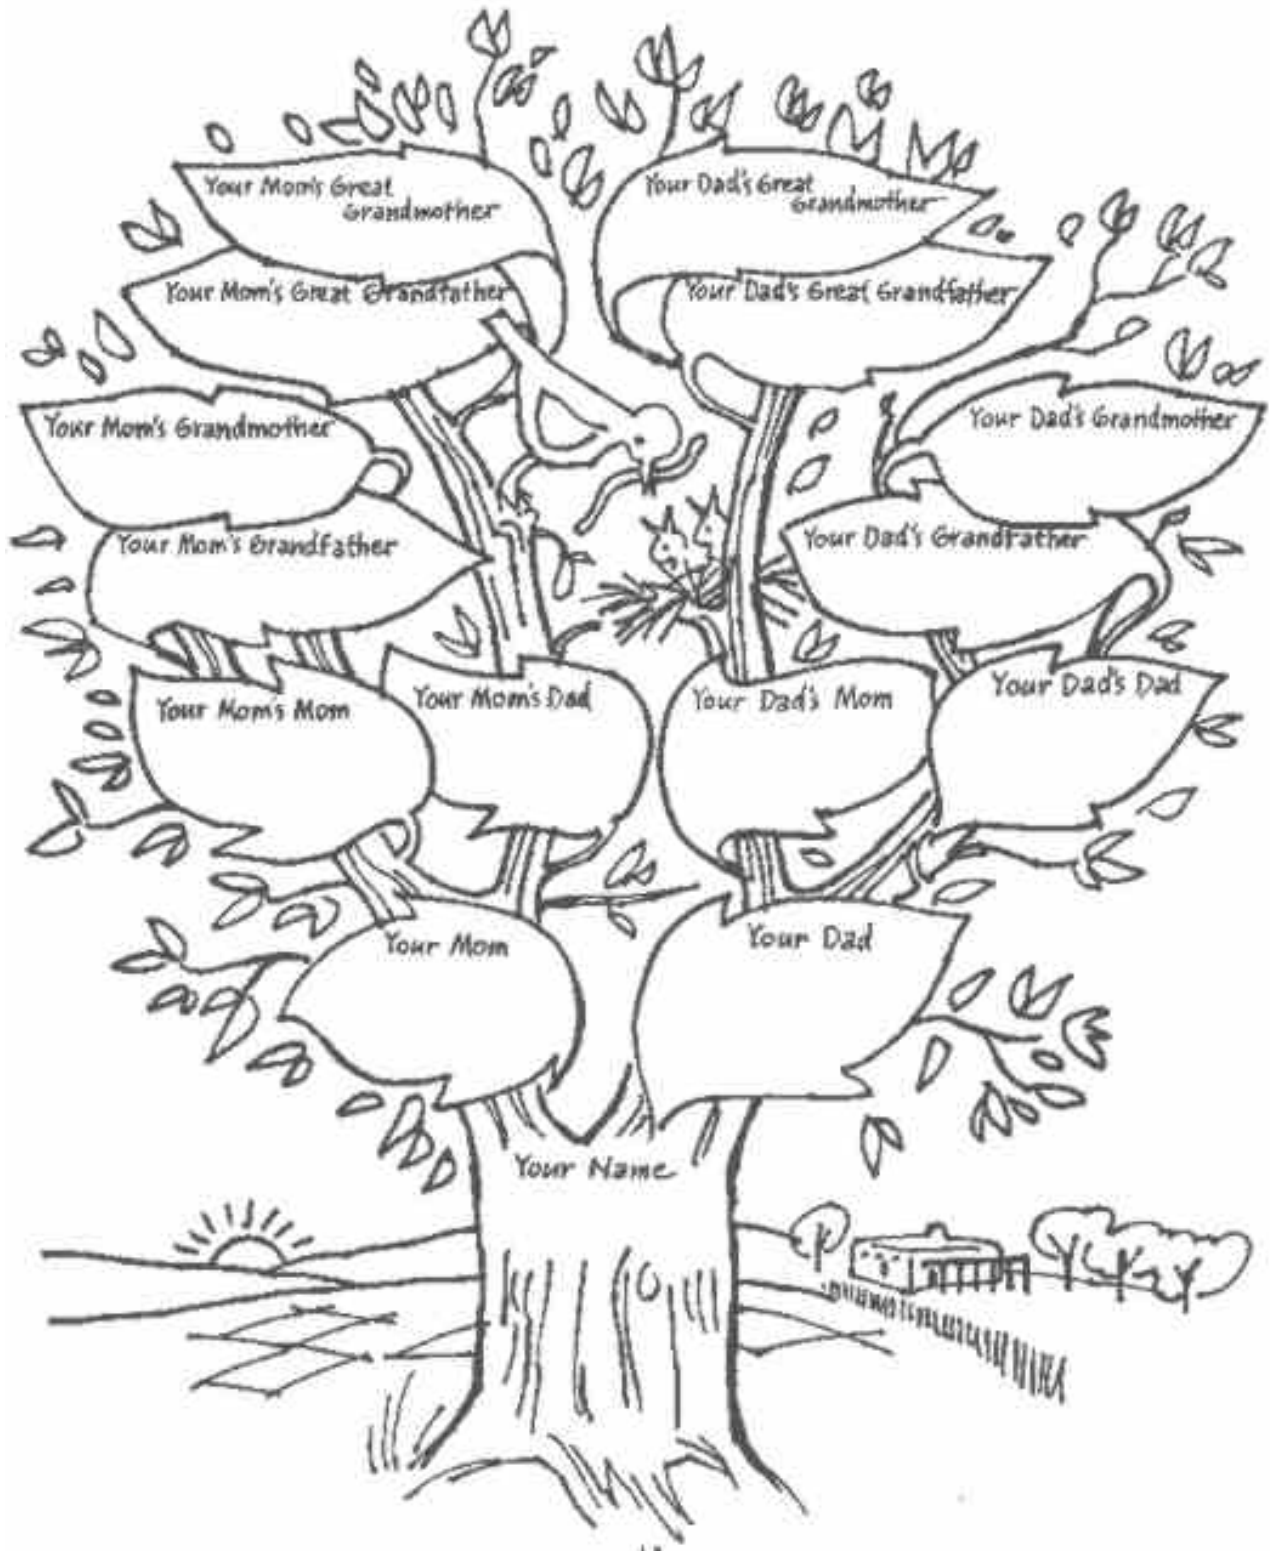 Your Mom's Great
Grandmother
Your Dad's Great
Grandmother
Your Mom's Great Grandfather
Your Dad's Great Grandfather
Your Mom's Grandmother
Your Dad's Grandmother
Your Mom's Grandfather
Your Dad's Grandfather
Your Mom's Mom
Your Mom's Dad
Your Dad's Mom
Your Dad's Dad
Your Mom
Your Dad
Your Name